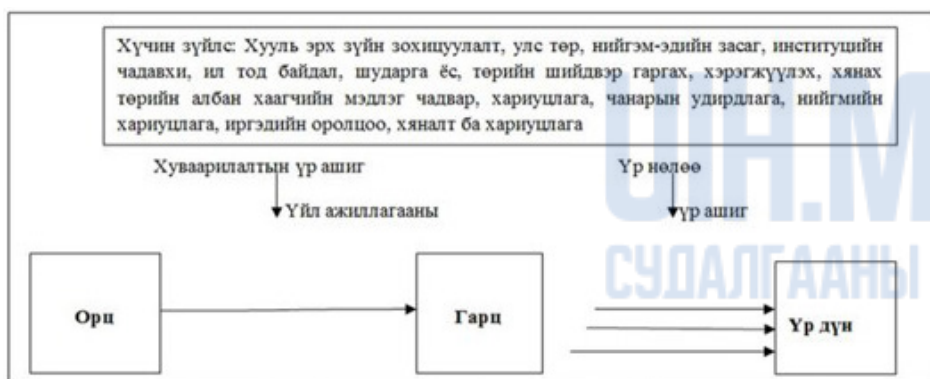 Хүчин зүйлс: Хууль эрх зүйн зохицуулалт, улс төр, нийгэм-эдийн засаг, институцийн
чадавхи, ил тод байдал, шударга ёс, төрийн шийдвэр гаргах, хэрэгжүүлэх, хянах
төрийн албан хаагчийн мэдлэг чадвар, хариуцлага, чанарын удирдлага, нийгмийн
хариуцлага, иргэдийн оролцоо, хяналт ба хариуцлага
Хуваарилалтын үр ашиг
Үр нөлөө
Үйл ажиллагааны
үр ашиг
СУДАЛГААНЫ
Орц
Гарц
Үр дүн